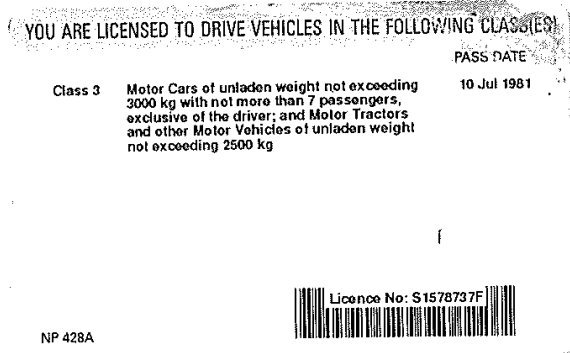 YOU ARE LICENSED TO DRIVE VEHICLES IN THE FOLLOWING CLASS(ES)
PASS DATE
Class 3 Motor Cars of unladen weight not exceeding 10 Jul 1981
3000 kg with not more than 7 passengers,
exclusive of the driver; and Motor Tractors
and other Motor Vehicles of unladen weight
not exceeding 2500 kg
Licence No: S1578737F
NP 428A